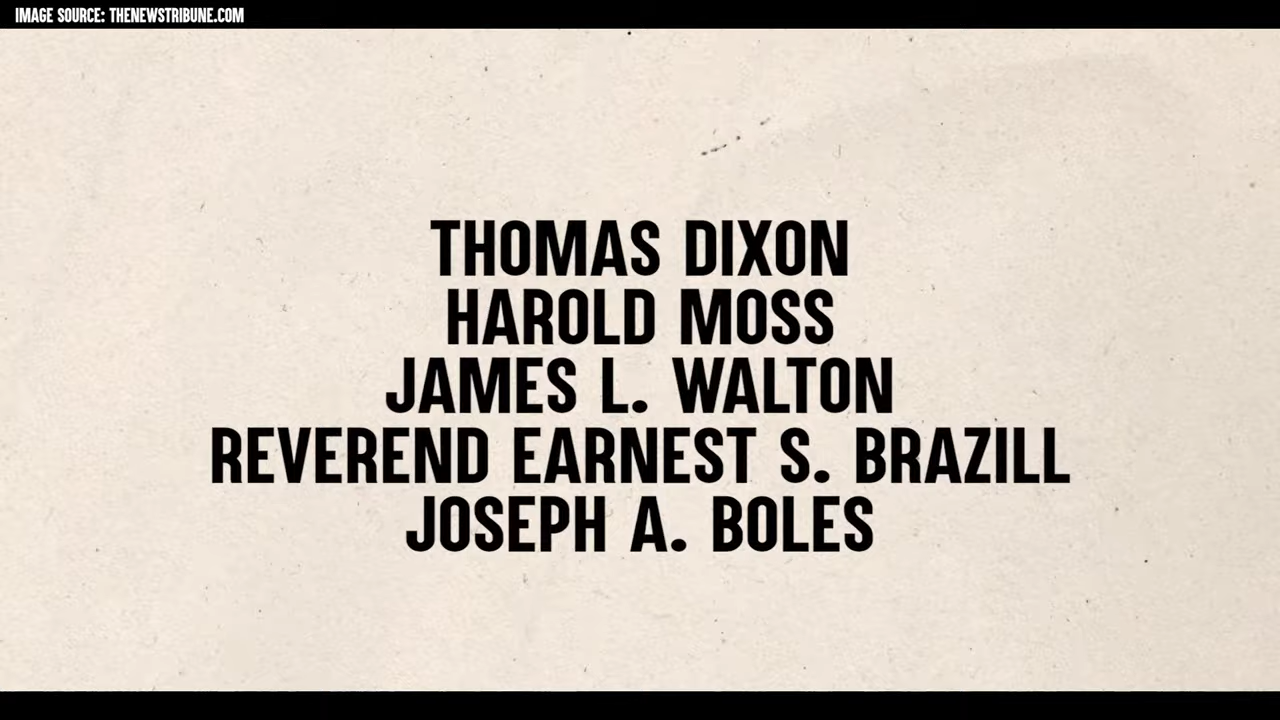 IMAGE SOURCE: THENEWSTRIBUNE.COM
THOMAS DIXON
HAROLD MOSS
JAMES L. WALTON
REVEREND EARNEST S. BRAZILL
JOSEPH A. BOLES